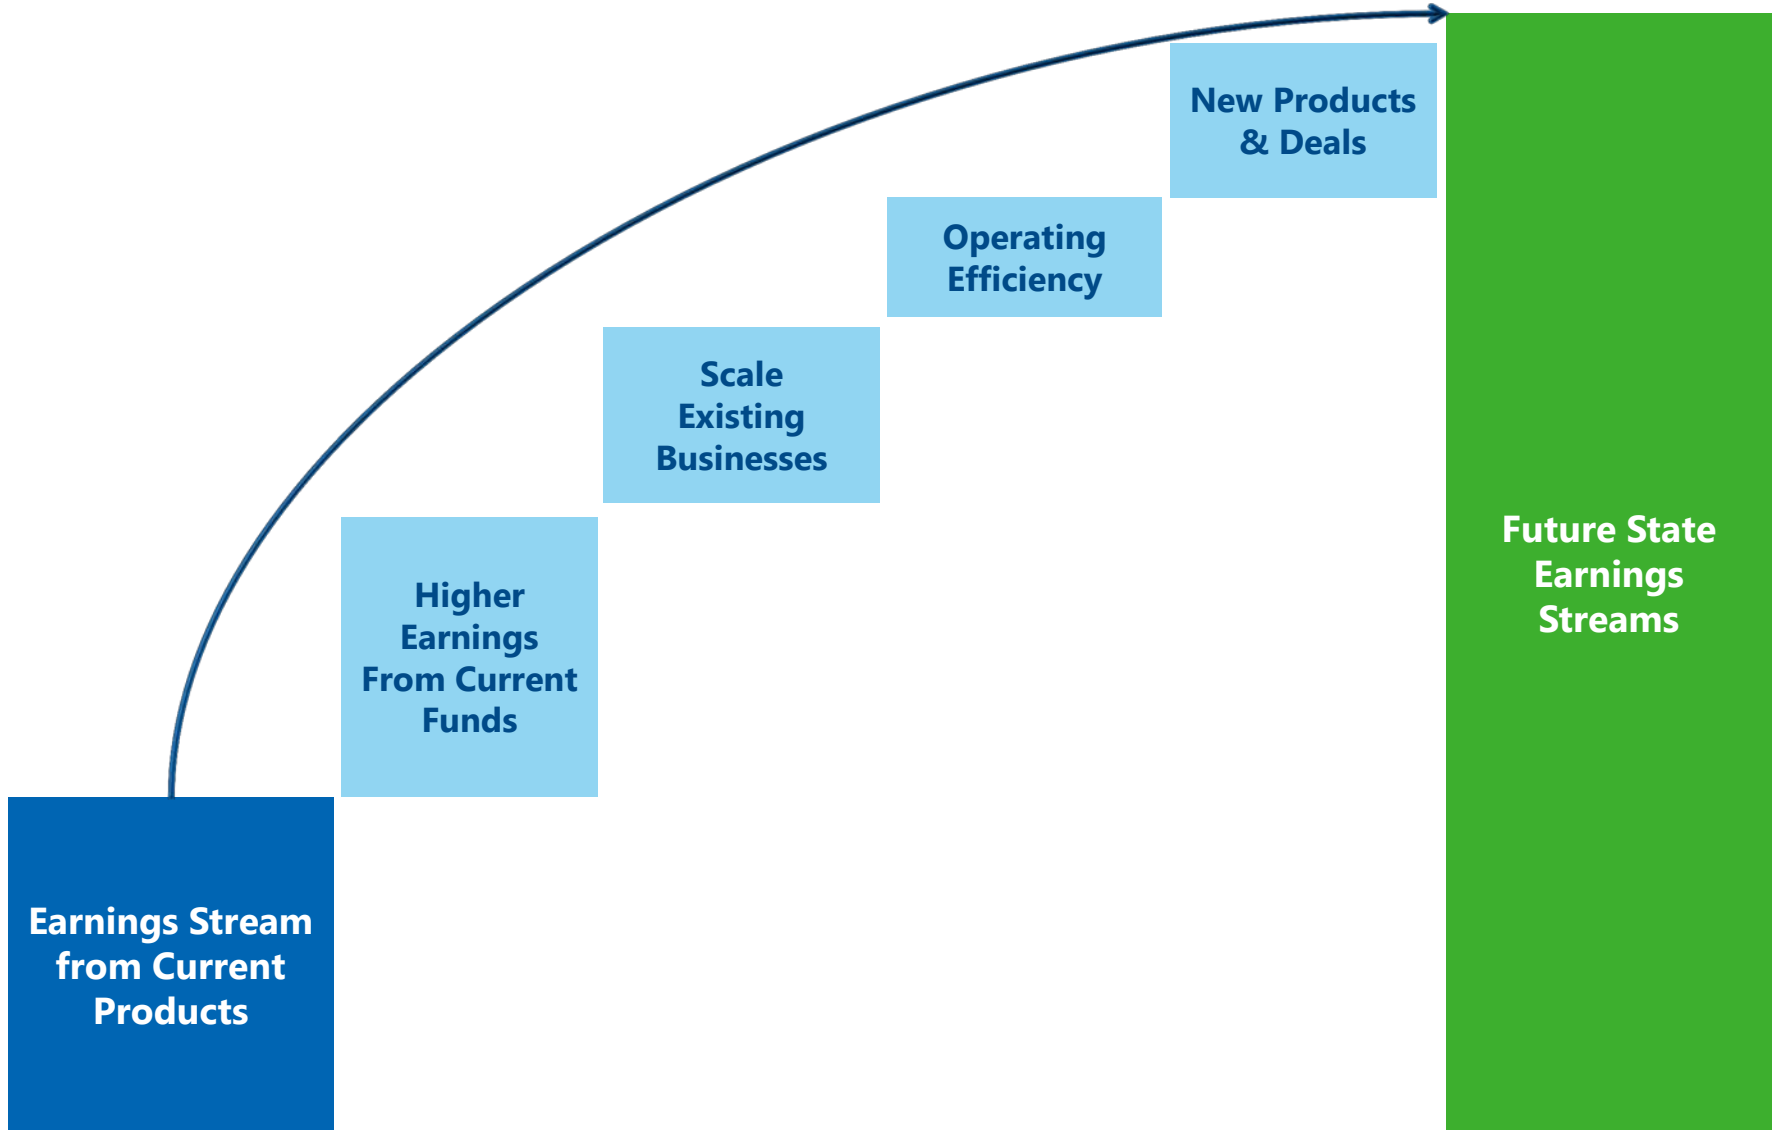 New Products
& Deals
Operating
Efficiency
Scale
Existing
Businesses
Higher
Earnings
From Current
Funds
Earnings Stream
from Current
Products
Future State
Earnings
Streams